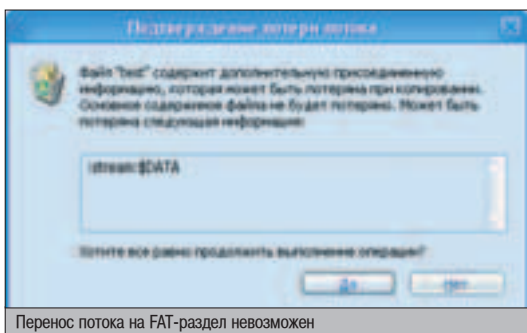 Подтверждение потери потока
Файл "test" содержит дополнительную присоединенную
информацию, которая может быть потеряна при копировании.
Основное содержимое файла не будет потеряно. Может быть
потеряна следующая информация:
:stream:$DATA
Хотите все равно продолжить выполнение операции?
Да
Нет
Перенос потока на FAT-раздел невозможен